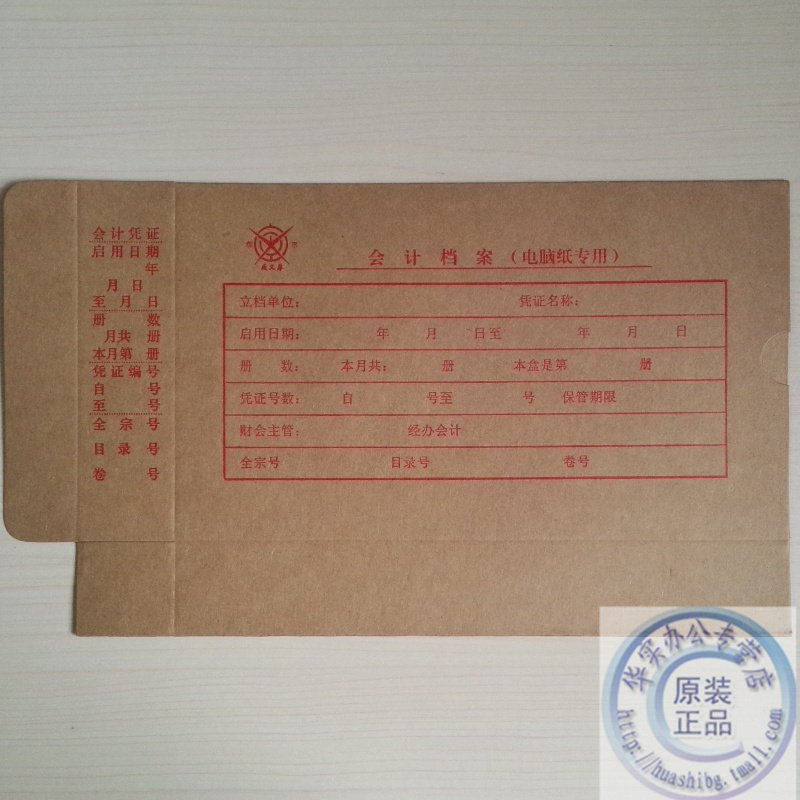 会计凭证
启用日期
年
月 日
至 月 日
册 数
月共 册
本月第 册
凭证编号
自 号
至 号
全宗号
目录号
卷 号
会计档案（电脑纸专用）
立档单位： 凭证名称：
启用日期： 年 月 日至 年 月 日
册 数： 本月共： 册 本盒是第 册
凭证号数： 自 号至 号 保管期限
财会主管： 经办会计
全宗号 目录号 卷号
华实办公专营店
原装
正品
http://huashibg.tmall.com